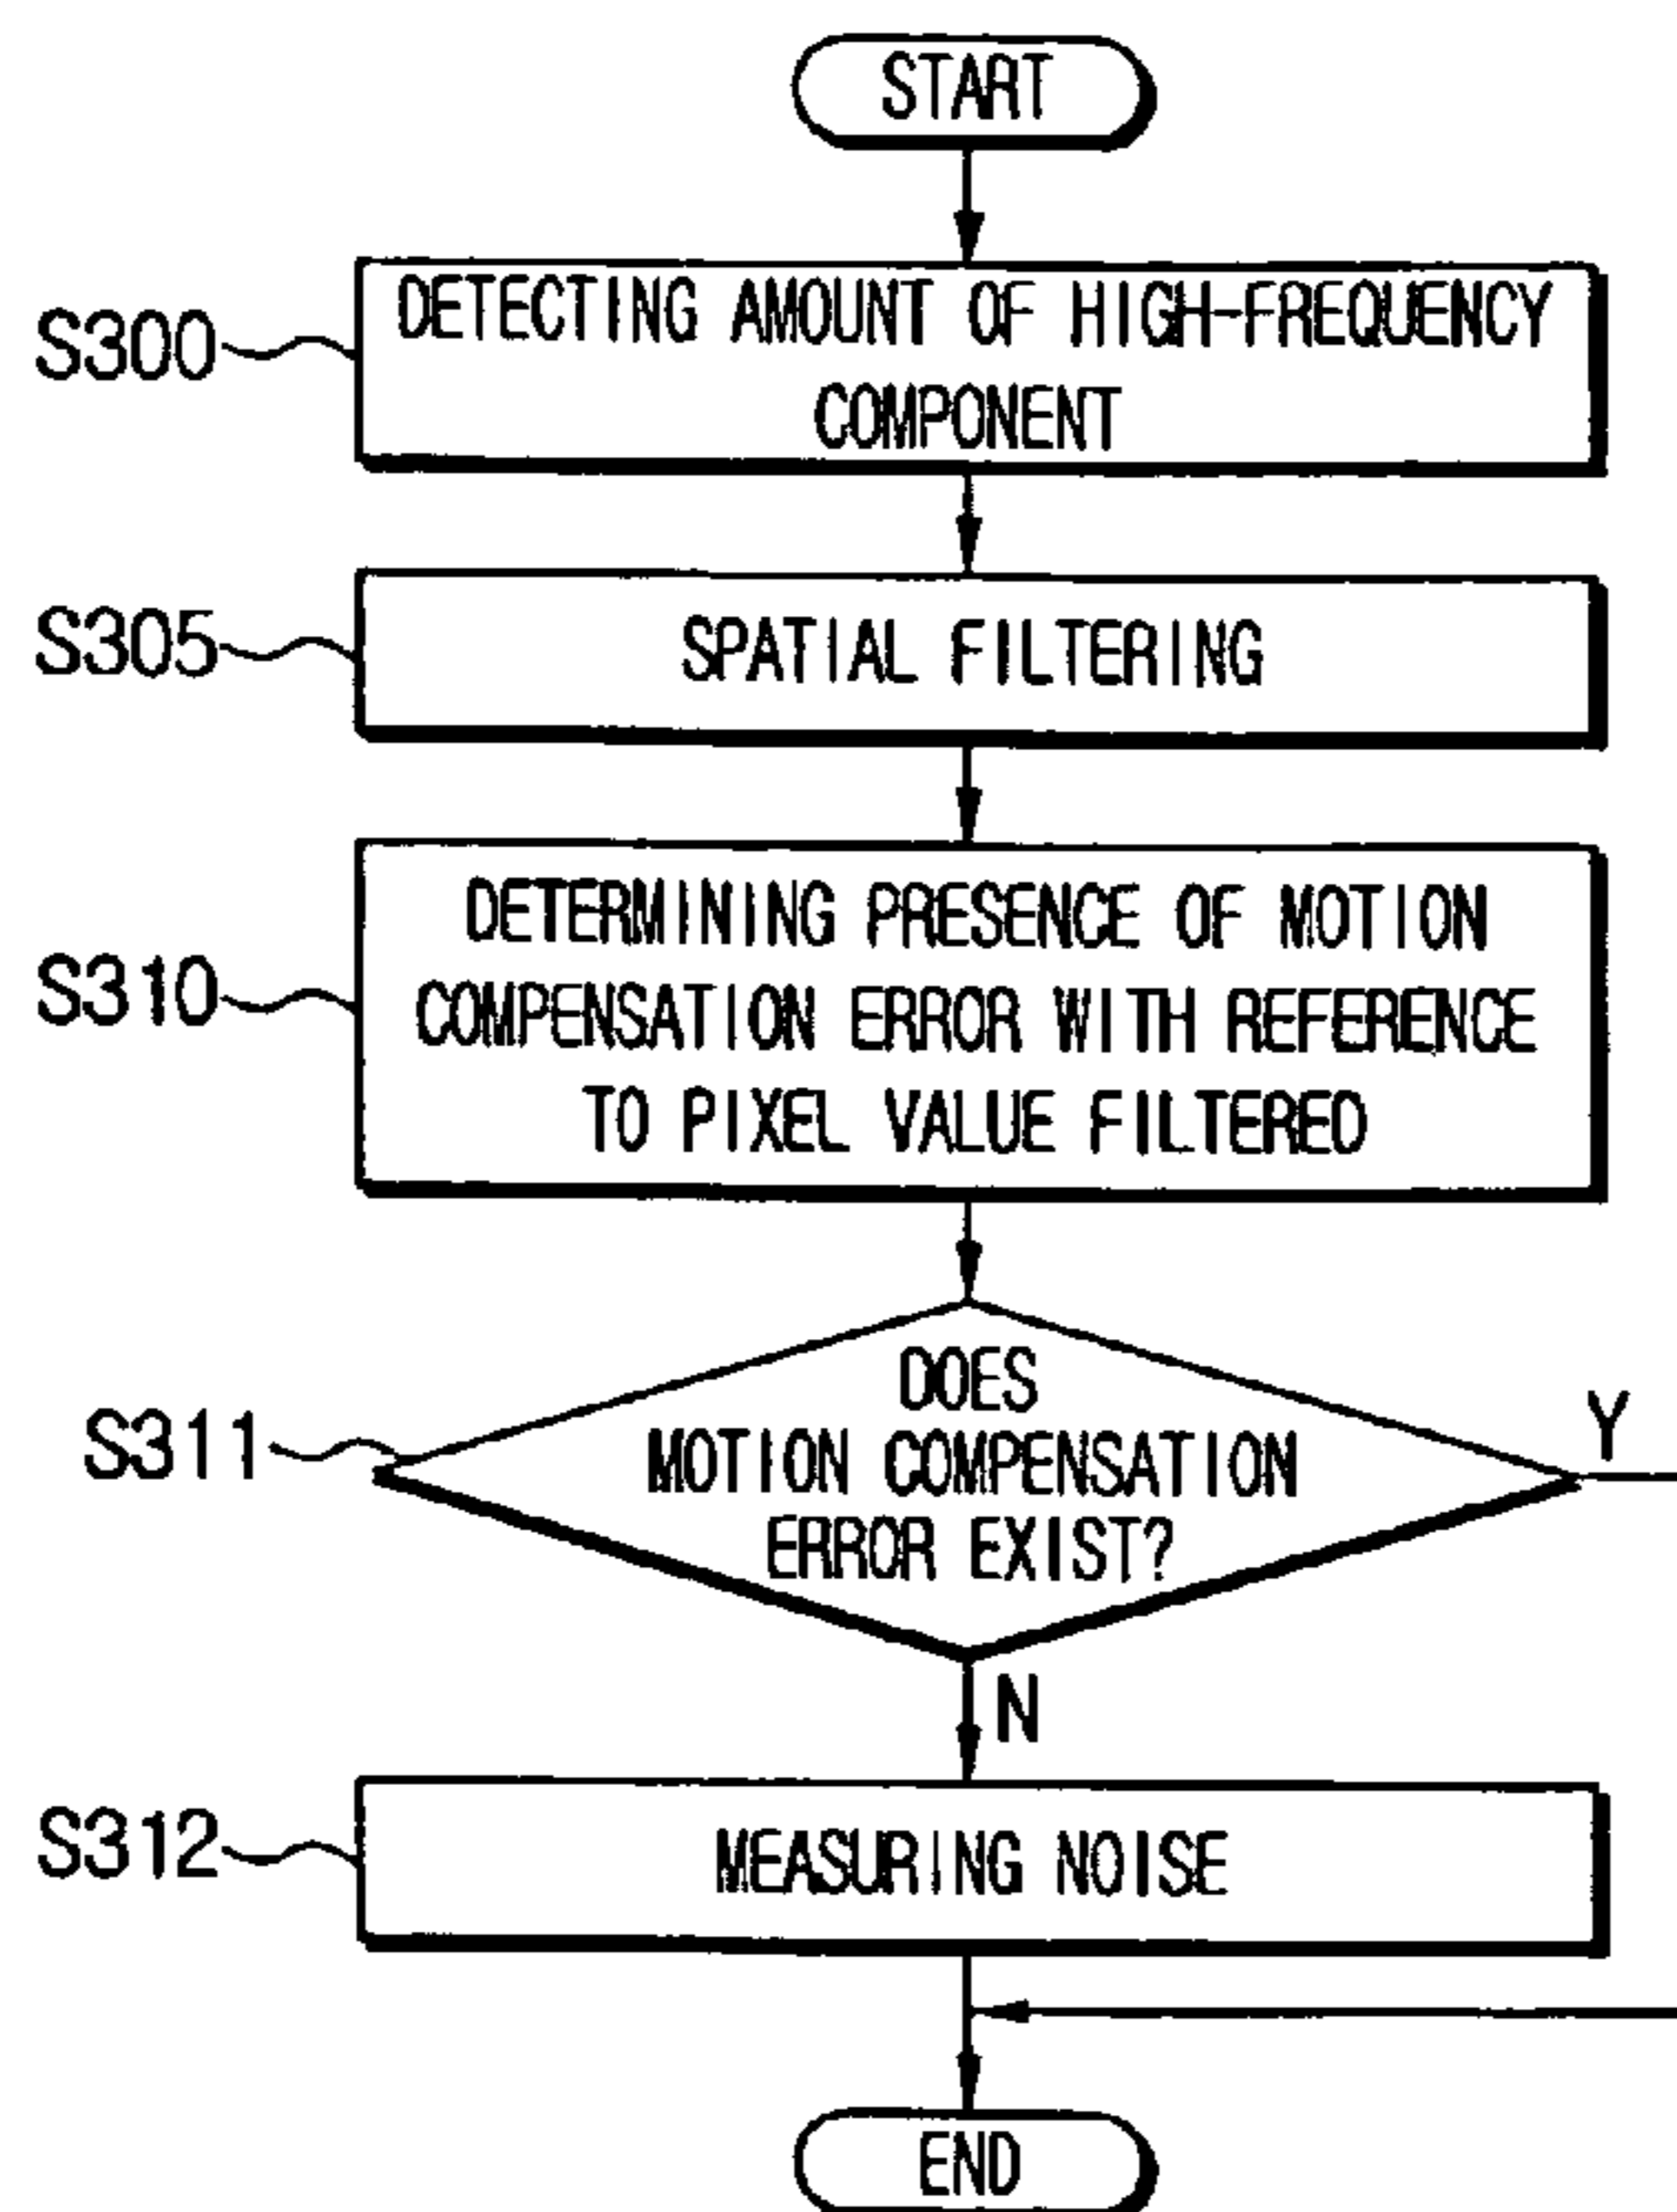 START
S300
DETECTING AMOUNT OF HIGH-FREQUENCY
COMPONENT
S305
SPATIAL FILTERING
S310
DETERMINING PRESENCE OF MOTION
COMPENSATION ERROR WITH REFERENCE
TO PIXEL VALUE FILTERED
S311
DOES
MOTION COMPENSATION
ERROR EXIST?
Y
N
S312
MEASURING NOISE
END